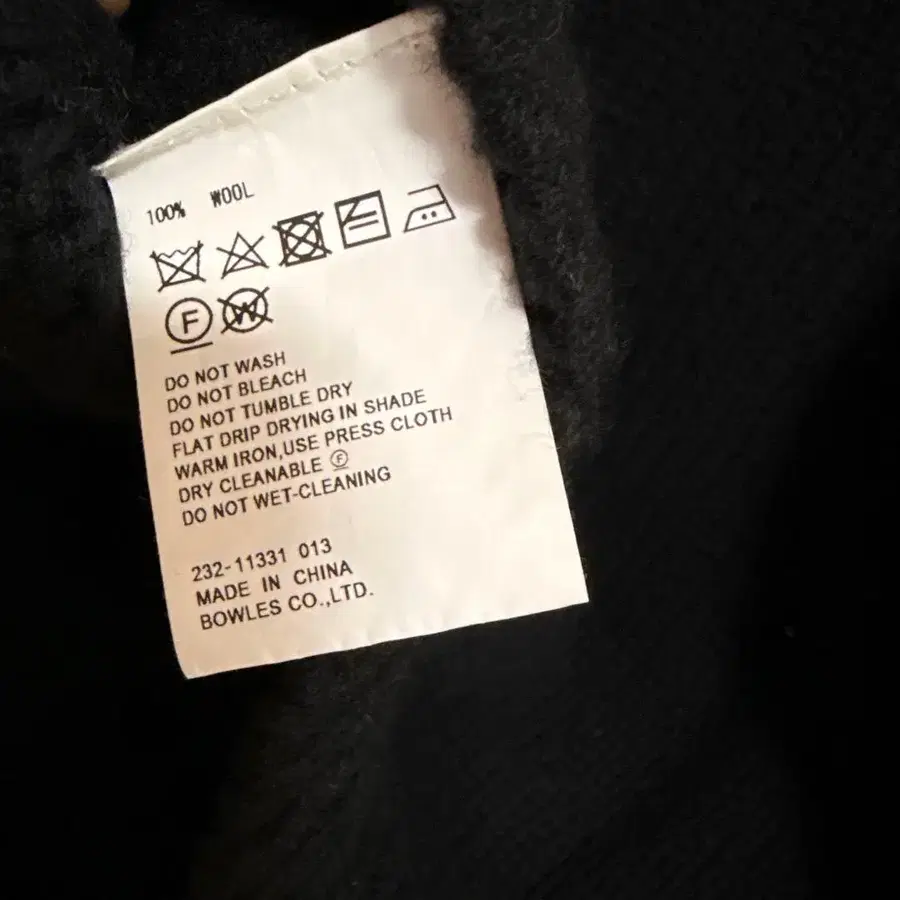 100% WOOL
F W
DO NOT WASH
DO NOT BLEACH
DO NOT TUMBLE DRY
FLAT DRIP DRYING IN SHADE
WARM IRON,USE PRESS CLOTH
DRY CLEANABLE Ⓕ
DO NOT WET-CLEANING
232-11331 013
MADE IN CHINA
BOWLES CO.,LTD.